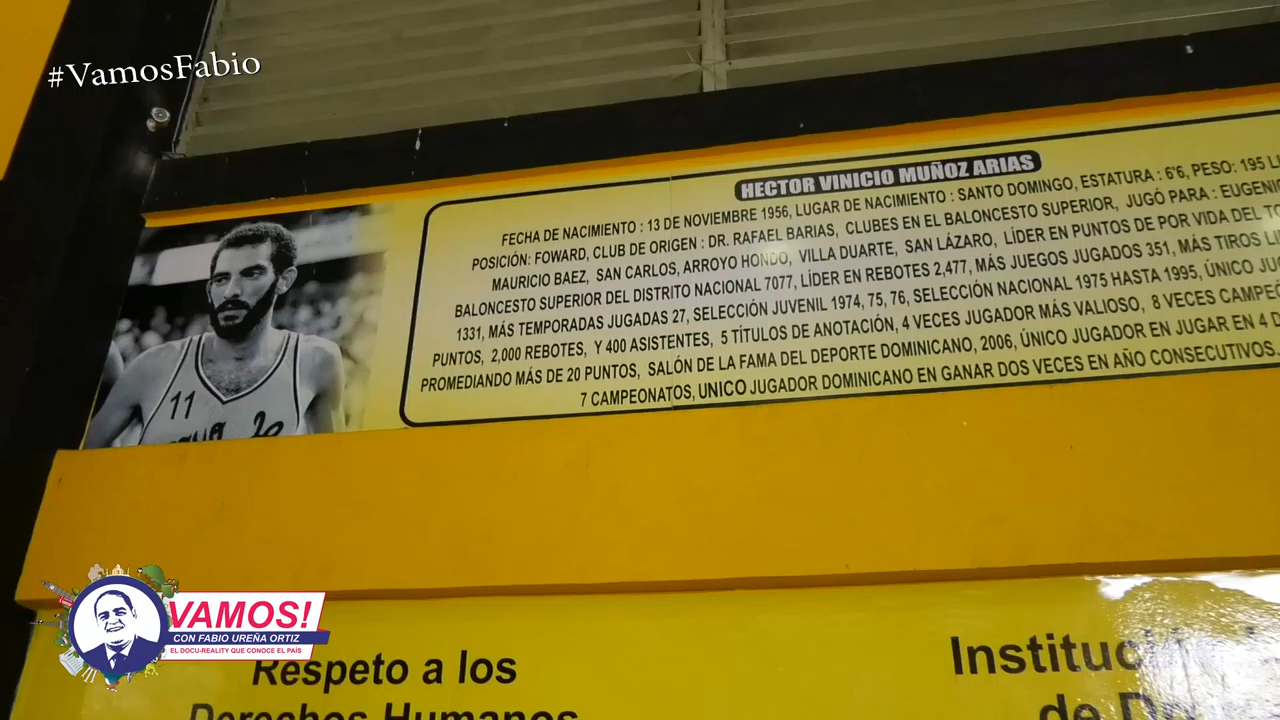 #VamosFabio
HECTOR VINICIO MUÑOZ ARIAS
FECHA DE NACIMIENTO : 13 DE NOVIEMBRE 1956, LUGAR DE NACIMIENTO : SANTO DOMINGO, ESTATURA : 6'6, PESO: 195
POSICIÓN: FOWARD, CLUB DE ORIGEN : DR. RAFAEL BARIAS, CLUBES EN EL BALONCESTO SUPERIOR, JUGÓ PARA : EUGENIO
MAURICIO BAEZ, SAN CARLOS, ARROYO HONDO, VILLA DUARTE, SAN LÁZARO, LÍDER EN PUNTOS DE POR VIDA DEL
BALONCESTO SUPERIOR DEL DISTRITO NACIONAL 7077, LÍDER EN REBOTES 2,477, MÁS JUEGOS JUGADOS 351, MÁS TIROS
1331, MÁS TEMPORADAS JUGADAS 27, SELECCIÓN JUVENIL 1974, 75, 76, SELECCIÓN NACIONAL 1975 HASTA 1995, ÚNICO
PUNTOS, 2,000 REBOTES, Y 400 ASISTENTES, 5 TÍTULOS DE ANOTACIÓN, 4 VECES JUGADOR MÁS VALIOSO, 8 VECES
PROMEDIANDO MÁS DE 20 PUNTOS, SALÓN DE LA FAMA DEL DEPORTE DOMINICANO, 2006, ÚNICO JUGADOR EN JUGAR EN 4
7 CAMPEONATOS, UNICO JUGADOR DOMINICANO EN GANAR DOS VECES EN AÑO CONSECUTIVOS.
11
VAMOS!
CON FABIO UREÑA ORTIZ
EL DOCU-REALITY QUE CONOCE EL PAÍS
Respeto a los
Derechos Humanos
de